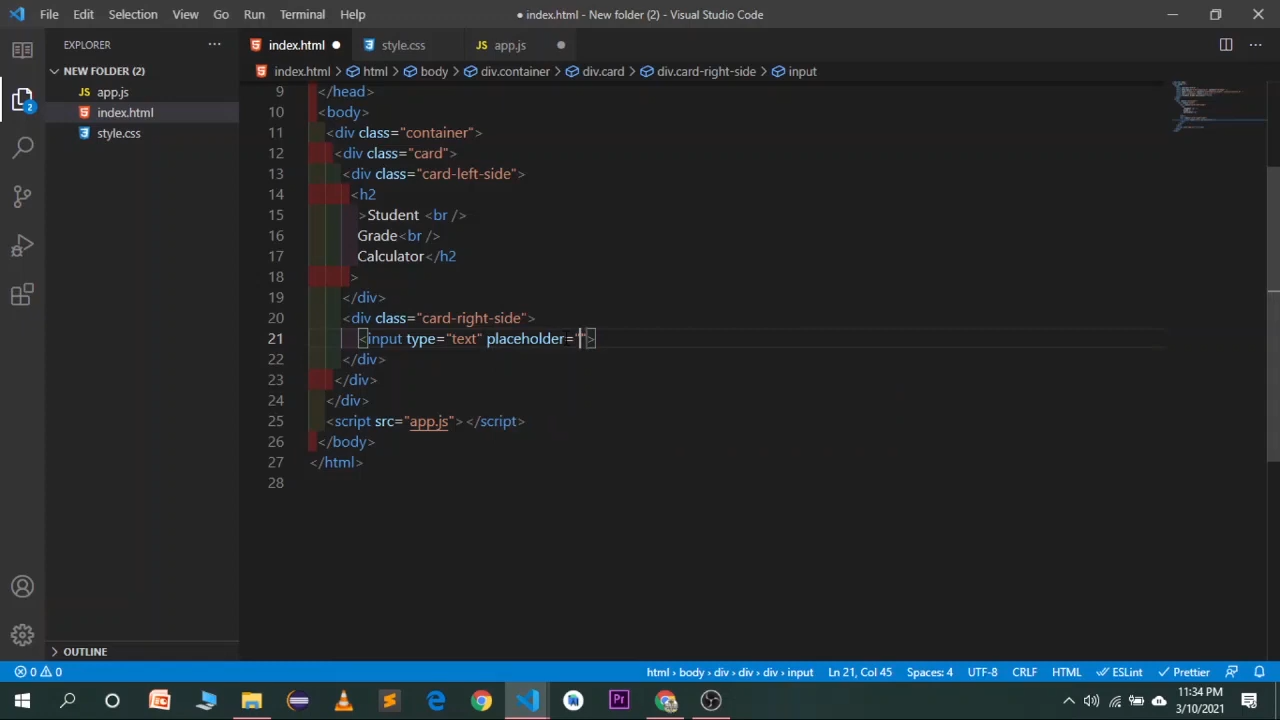 File Edit Selection View Go Run Terminal Help
● index.html - New folder (2) - Visual Studio Code
EXPLORER
index.html
style.css
JS app.js
NEW FOLDER (2)
JS app.js
index.html
style.css
OUTLINE
2
index.html > html > body > div.container > div.card > div.card-right-side > input
9 </head>
10 <body>
11 <div class="container">
12 <div class="card">
13 <div class="card-left-side">
14 <h2
15 >Student <br />
16 Grade<br />
17 Calculator</h2
18 >
19 </div>
20 <div class="card-right-side">
21 <input type="text" placeholder="">
22 </div>
23 </div>
24 </div>
25 <script src="app.js"></script>
26 </body>
27 </html>
28
0 0
html > body > div > div > div > input
Ln 21, Col 45
Spaces: 4
UTF-8
CRLF
HTML
ESLint
Prettier
Pr
11:34 PM
3/10/2021